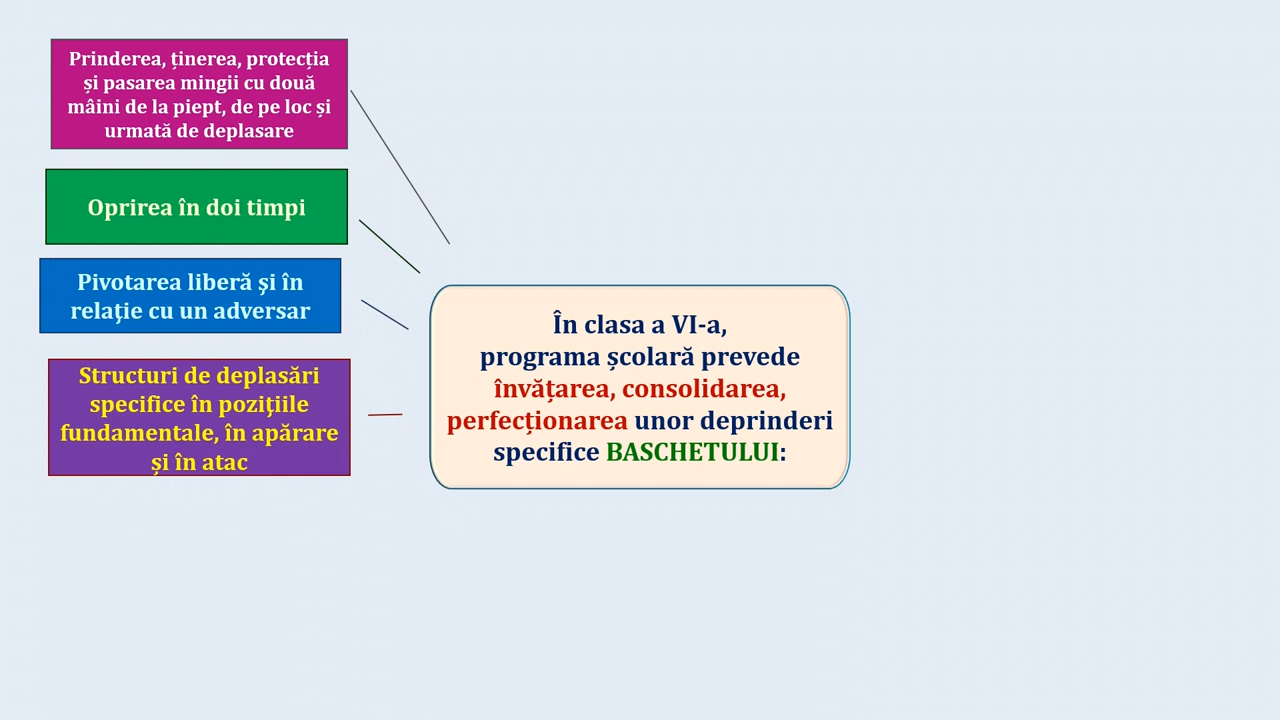 Prinderea, ținerea, protecția
și pasarea mingii cu două
mâini de la piept, de pe loc și
urmată de deplasare
Oprirea în doi timpi
Pivotarea liberă și în
relație cu un adversar
Structuri de deplasări
specifice în pozițiile
fundamentale, în apărare
și în atac
În clasa a VI-a,
programa școlară prevede
învățarea, consolidarea,
perfecționarea unor deprinderi
specifice BASCHETULUI: